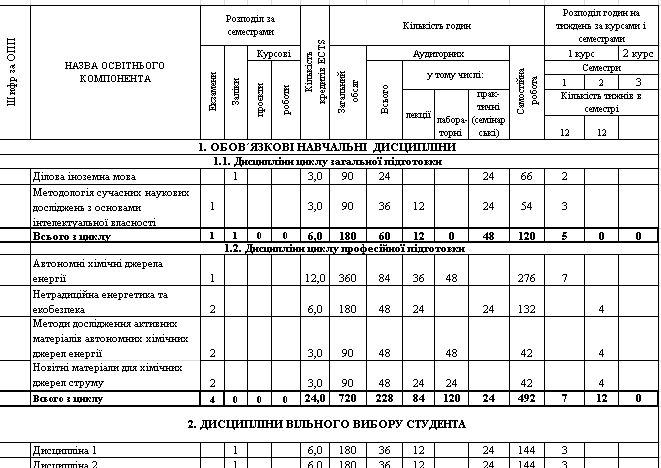 Шифр за ОПП
НАЗВА ОСВІТНЬОГО КОМПОНЕНТА
Розподіл за семестрами
Екзамени
Заліки
Курсові
проєкти
роботи
Кількість кредитів ECTS
Кількість годин
Загальний обсяг
Аудиторних
Всього
у тому числі:
лекції
лабора-торні
прак-тичні (семінарські)
Самостійна робота
Розподіл годин на тиждень за курсами і семестрами
1 курс 2 курс
Семестри
1 2 3
Кількість тижнів в семестрі
12 12
1. ОБОВ´ЯЗКОВІ НАВЧАЛЬНІ ДИСЦИПЛІНИ
1.1. Дисципліни циклу загальної підготовки
Ділова іноземна мова 1 3,0 90 24 24 66 2
Методологія сучасних наукових
досліджень з основами
інтелектуальної власності 1 3,0 90 36 12 24 54 3
Всього з циклу 1 1 0 0 6,0 180 60 12 0 48 120 5 0 0
1.2. Дисципліни циклу професійної підготовки
Автономні хімічні джерела
енергії 1 12,0 360 84 36 48 276 7
Нетрадиційна енергетика та
екобезпека 2 6,0 180 48 24 24 132 4
Методи дослідження активних
матеріалів автономних хімічних
джерел енергії 2 3,0 90 48 48 42 4
Новітні матеріали для хімічних
джерел струму 2 3,0 90 48 24 24 42 4
Всього з циклу 4 0 0 0 24,0 720 228 84 120 24 492 7 12 0
2. ДИСЦИПЛІНИ ВІЛЬНОГО ВИБОРУ СТУДЕНТА
Дисципліна 1 1 6,0 180 36 12 24 144 3
Дисципліна 2 1 6,0 180 36 12 24 144 3